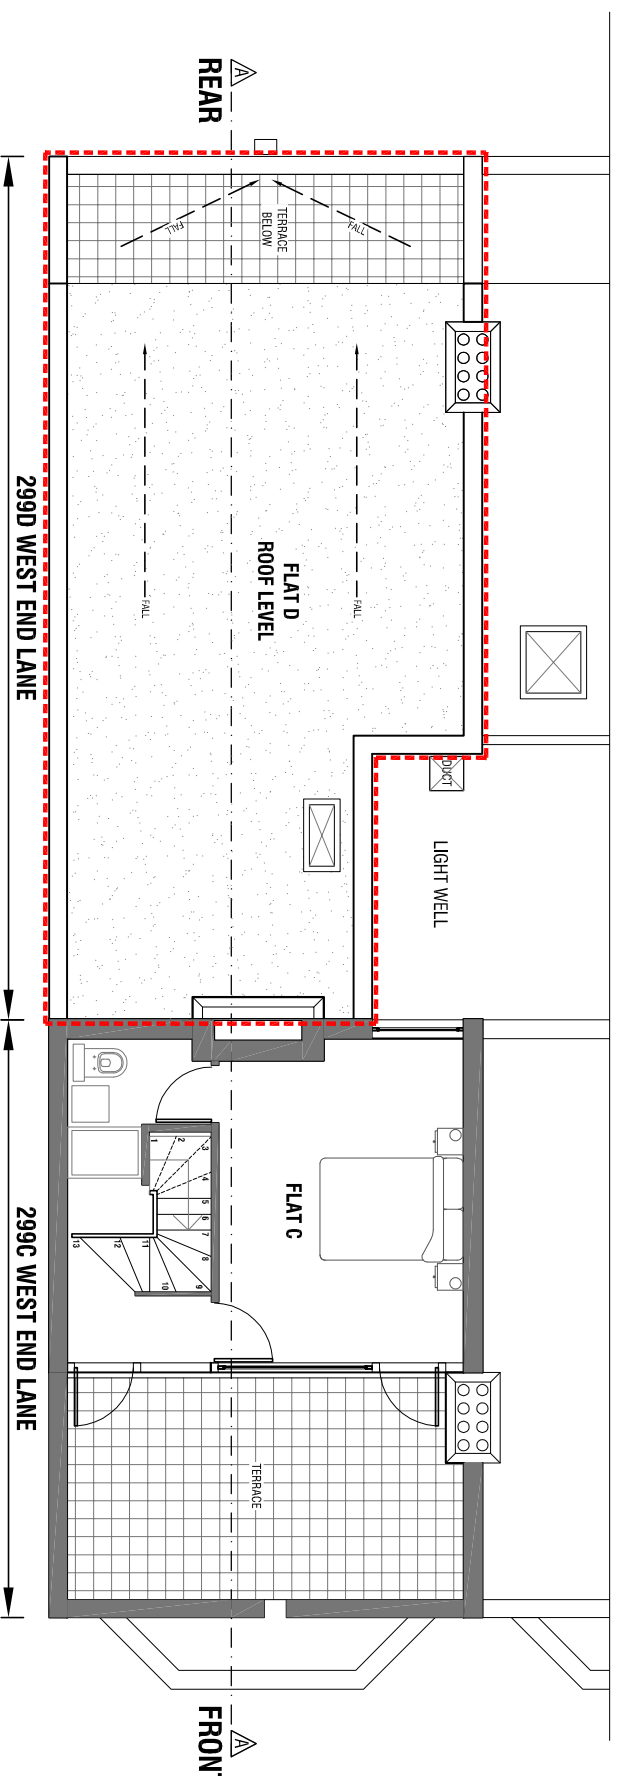 REAR
A
FALL
TERRACE
BELOW
FALL
299D WEST END LANE
FLAT D
ROOF LEVEL
FALL
FALL
DUCT
LIGHT WELL
299C WEST END LANE
FLAT C
1
2
3
4
5
6
7
8
9
10
11
12
13
TERRACE
FRONT
A